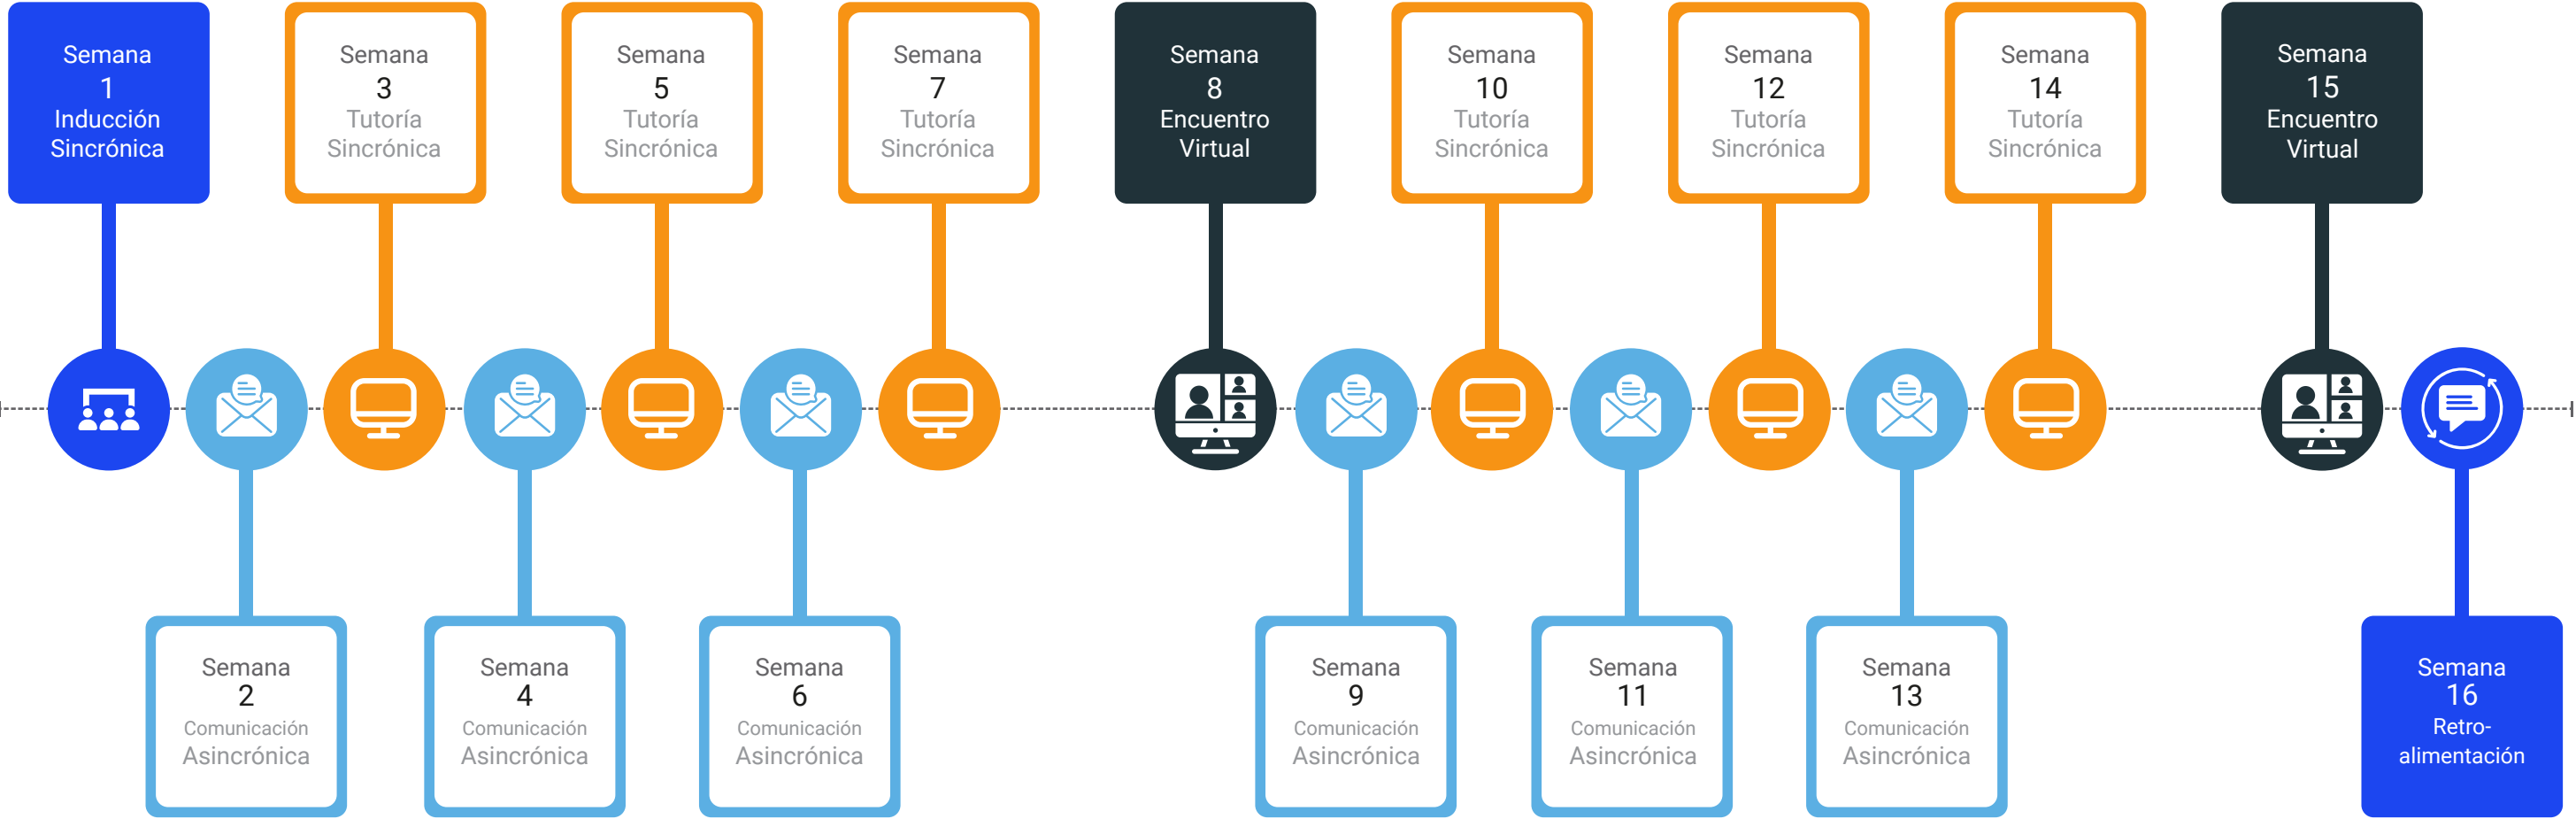 Semana
1
Inducción
Sincrónica
Semana
3
Tutoría
Sincrónica
Semana
5
Tutoría
Sincrónica
Semana
7
Tutoría
Sincrónica
Semana
8
Encuentro
Virtual
Semana
10
Tutoría
Sincrónica
Semana
12
Tutoría
Sincrónica
Semana
14
Tutoría
Sincrónica
Semana
15
Encuentro
Virtual
Semana
2
Comunicación
Asincrónica
Semana
4
Comunicación
Asincrónica
Semana
6
Comunicación
Asincrónica
Semana
9
Comunicación
Asincrónica
Semana
11
Comunicación
Asincrónica
Semana
13
Comunicación
Asincrónica
Semana
16
Retro-
alimentación